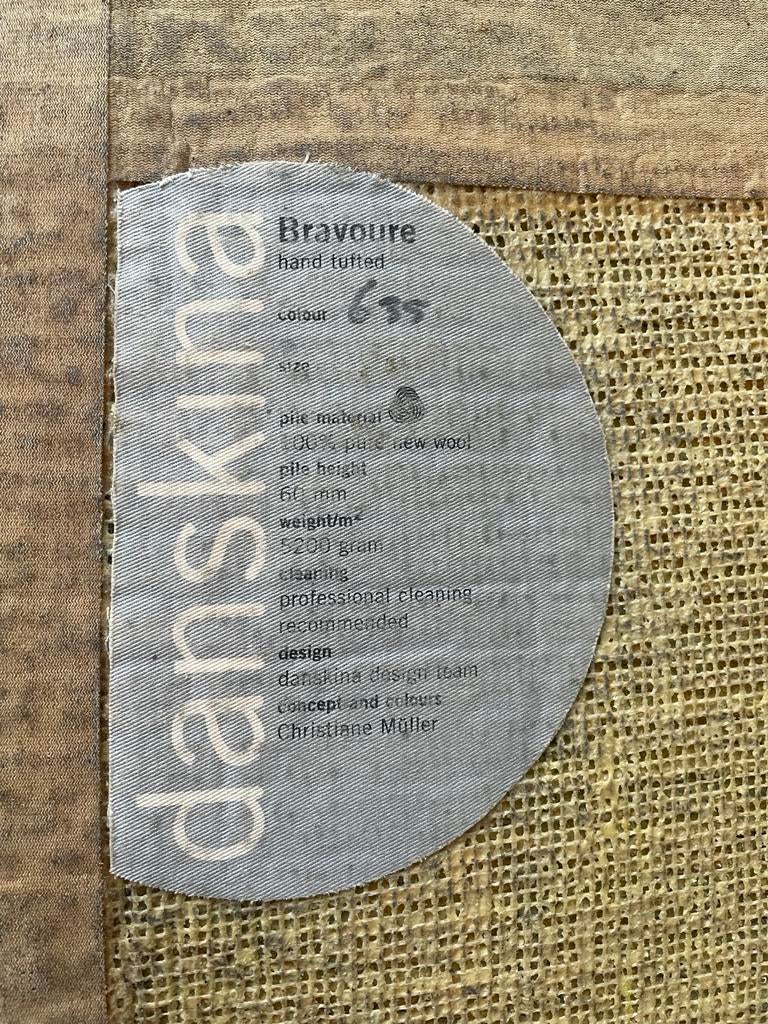 danskina
Bravoure
hand tufted
colour 635
size
pile material
100% pure new wool
pile height
60 mm
weight/m²
5200 gram
cleaning
professional cleaning
recommended
design
danskina design team
concept and colours
Christiane Müller